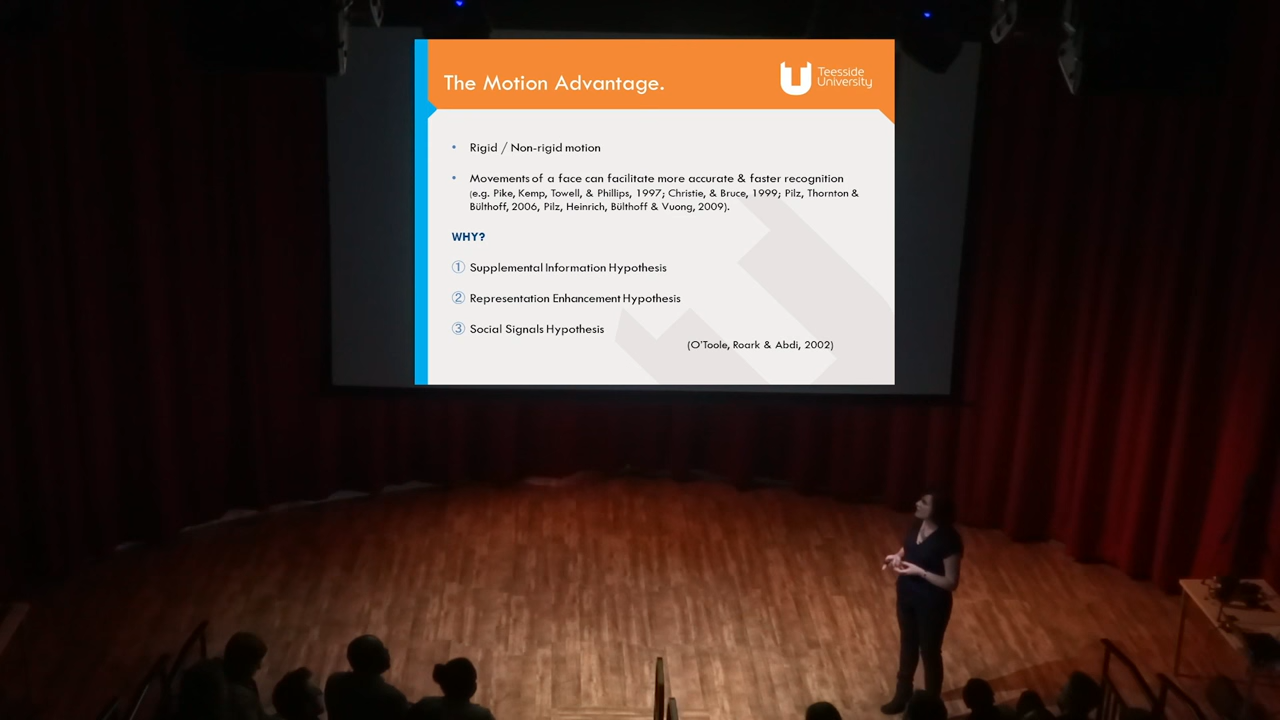 The Motion Advantage.
Teesside
University
• Rigid / Non-rigid motion
• Movements of a face can facilitate more accurate & faster recognition
(e.g. Pike, Kemp, Towell, & Phillips, 1997; Christie, & Bruce, 1999; Pilz, Thornton &
Bülthoff, 2006, Pilz, Heinrich, Bülthoff & Vuong, 2009).
WHY?
① Supplemental Information Hypothesis
② Representation Enhancement Hypothesis
③ Social Signals Hypothesis
(O'Toole, Roark & Abdi, 2002)